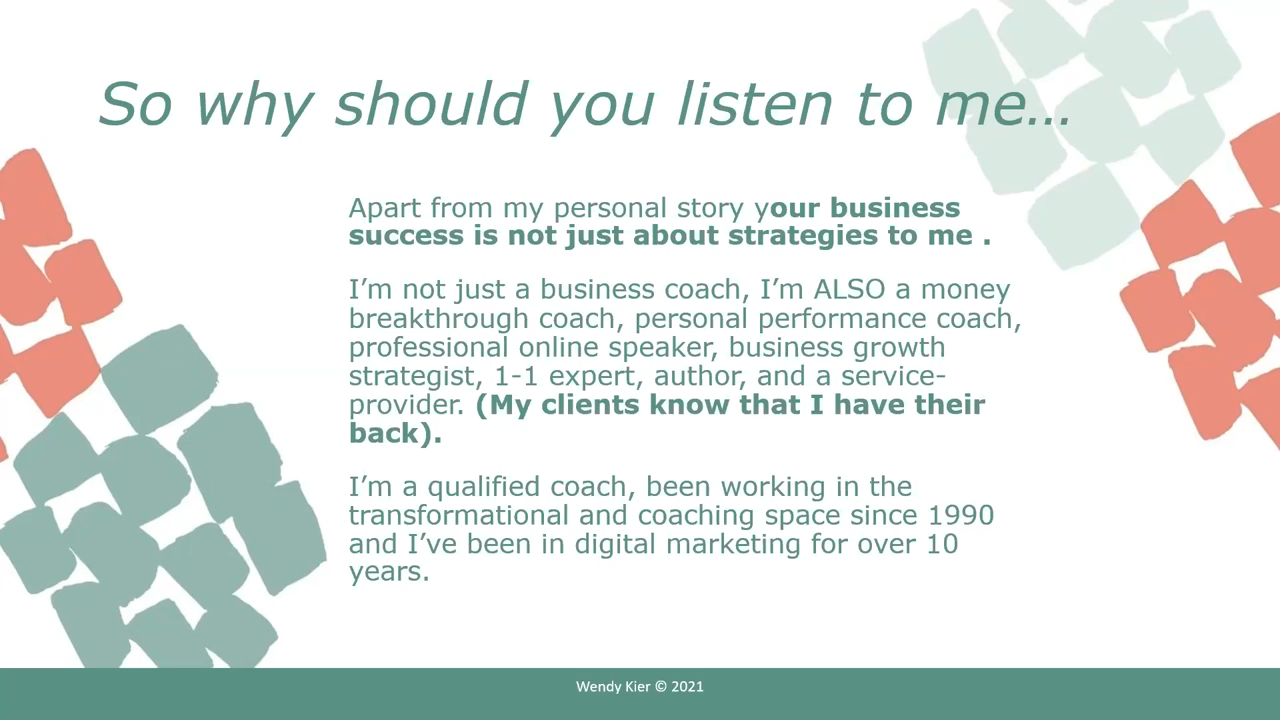 So why should you listen to me…
Apart from my personal story your business
success is not just about strategies to me .
I’m not just a business coach, I’m ALSO a money
breakthrough coach, personal performance coach,
professional online speaker, business growth
strategist, 1-1 expert, author, and a service-
provider. (My clients know that I have their
back).
I’m a qualified coach, been working in the
transformational and coaching space since 1990
and I’ve been in digital marketing for over 10
years.
Wendy Kier © 2021